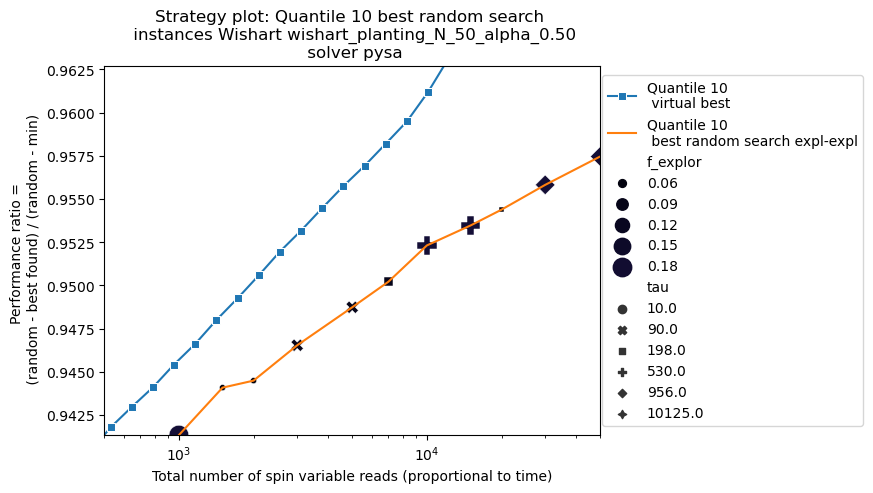 Strategy plot: Quantile 10 best random search
instances Wishart wishart_planting_N_50_alpha_0.50
solver pysa
Performance ratio =
(random - best found) / (random - min)
0.9625
0.9600
0.9575
0.9550
0.9525
0.9500
0.9475
0.9450
0.9425
10^3
10^4
Total number of spin variable reads (proportional to time)
Quantile 10
virtual best
Quantile 10
best random search expl-expl
f_explor
0.06
0.09
0.12
0.15
0.18
tau
10.0
90.0
198.0
530.0
956.0
10125.0